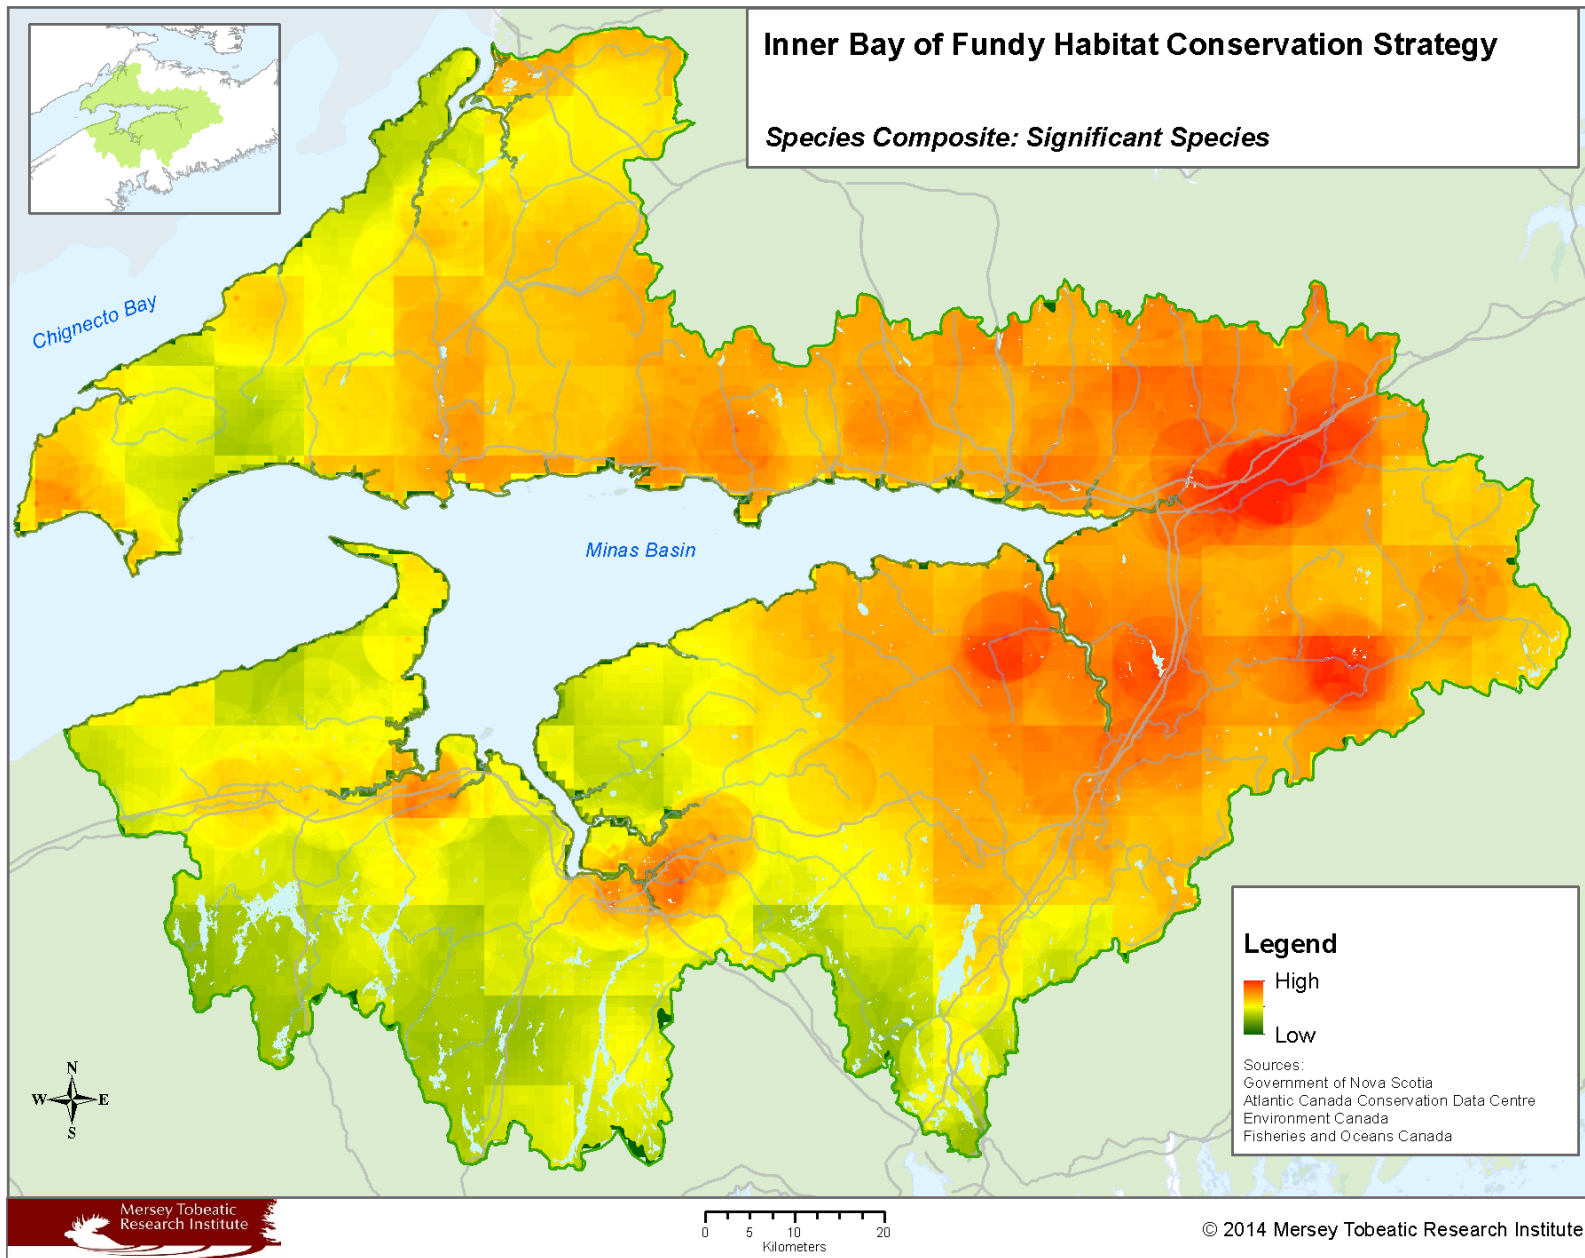 Inner Bay of Fundy Habitat Conservation Strategy
Species Composite: Significant Species
Chignecto Bay
Minas Basin
Legend
High
Low
Sources:
Government of Nova Scotia
Atlantic Canada Conservation Data Centre
Environment Canada
Fisheries and Oceans Canada
N
W E
S
Mersey Tobeatic
Research Institute
0 5 10 20
Kilometers
© 2014 Mersey Tobeatic Research Institute